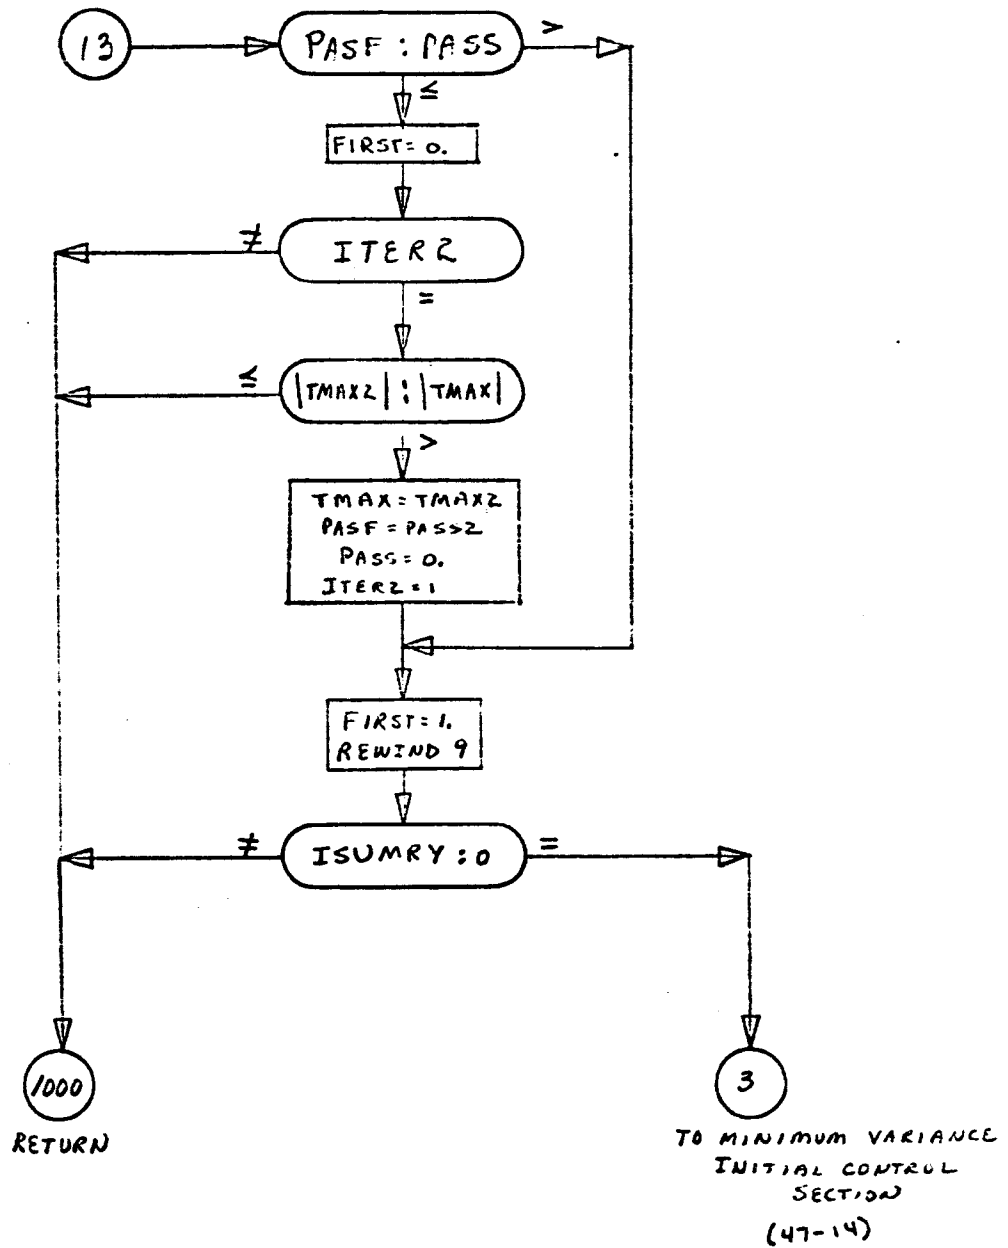 13
PASF : PASS
>
≤
FIRST = 0.
≠
ITER2
=
≤
|TMAX2| : |TMAX|
>
TMAX = TMAX2
PASF = PASS2
PASS = 0.
ITER2 = 1
FIRST = 1.
REWIND 9
≠
ISUMRY : 0
=
1000
RETURN
3
TO MINIMUM VARIANCE
INITIAL CONTROL
SECTION
(47-14)